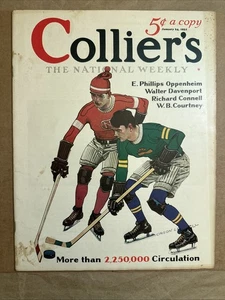 5¢ a copy
Collier's
THE NATIONAL WEEKLY
E. Phillips Oppenheim
Walter Davenport
Richard Connell
W. B. Courtney
More than 2,250,000 Circulation